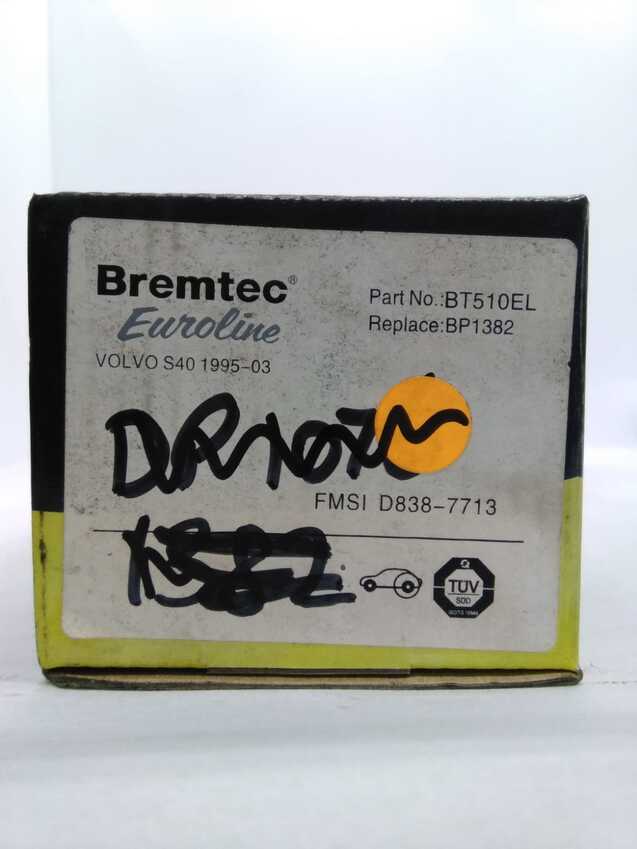 Bremtec®
Euroline
Part No.:BT510EL
Replace:BP1382
VOLVO S40 1995-03
FMSI D838-7713
TÜV